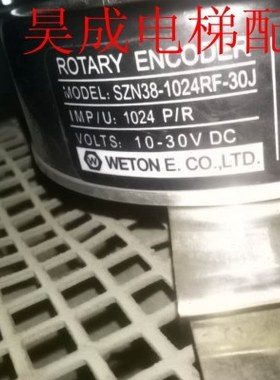 昊成电梯配
ROTARY ENCODER
MODEL: SZN38-1024RF-30J
IMP/U: 1024 P/R
VOLTS: 10-30V DC
W WETON E. CO.,LTD.